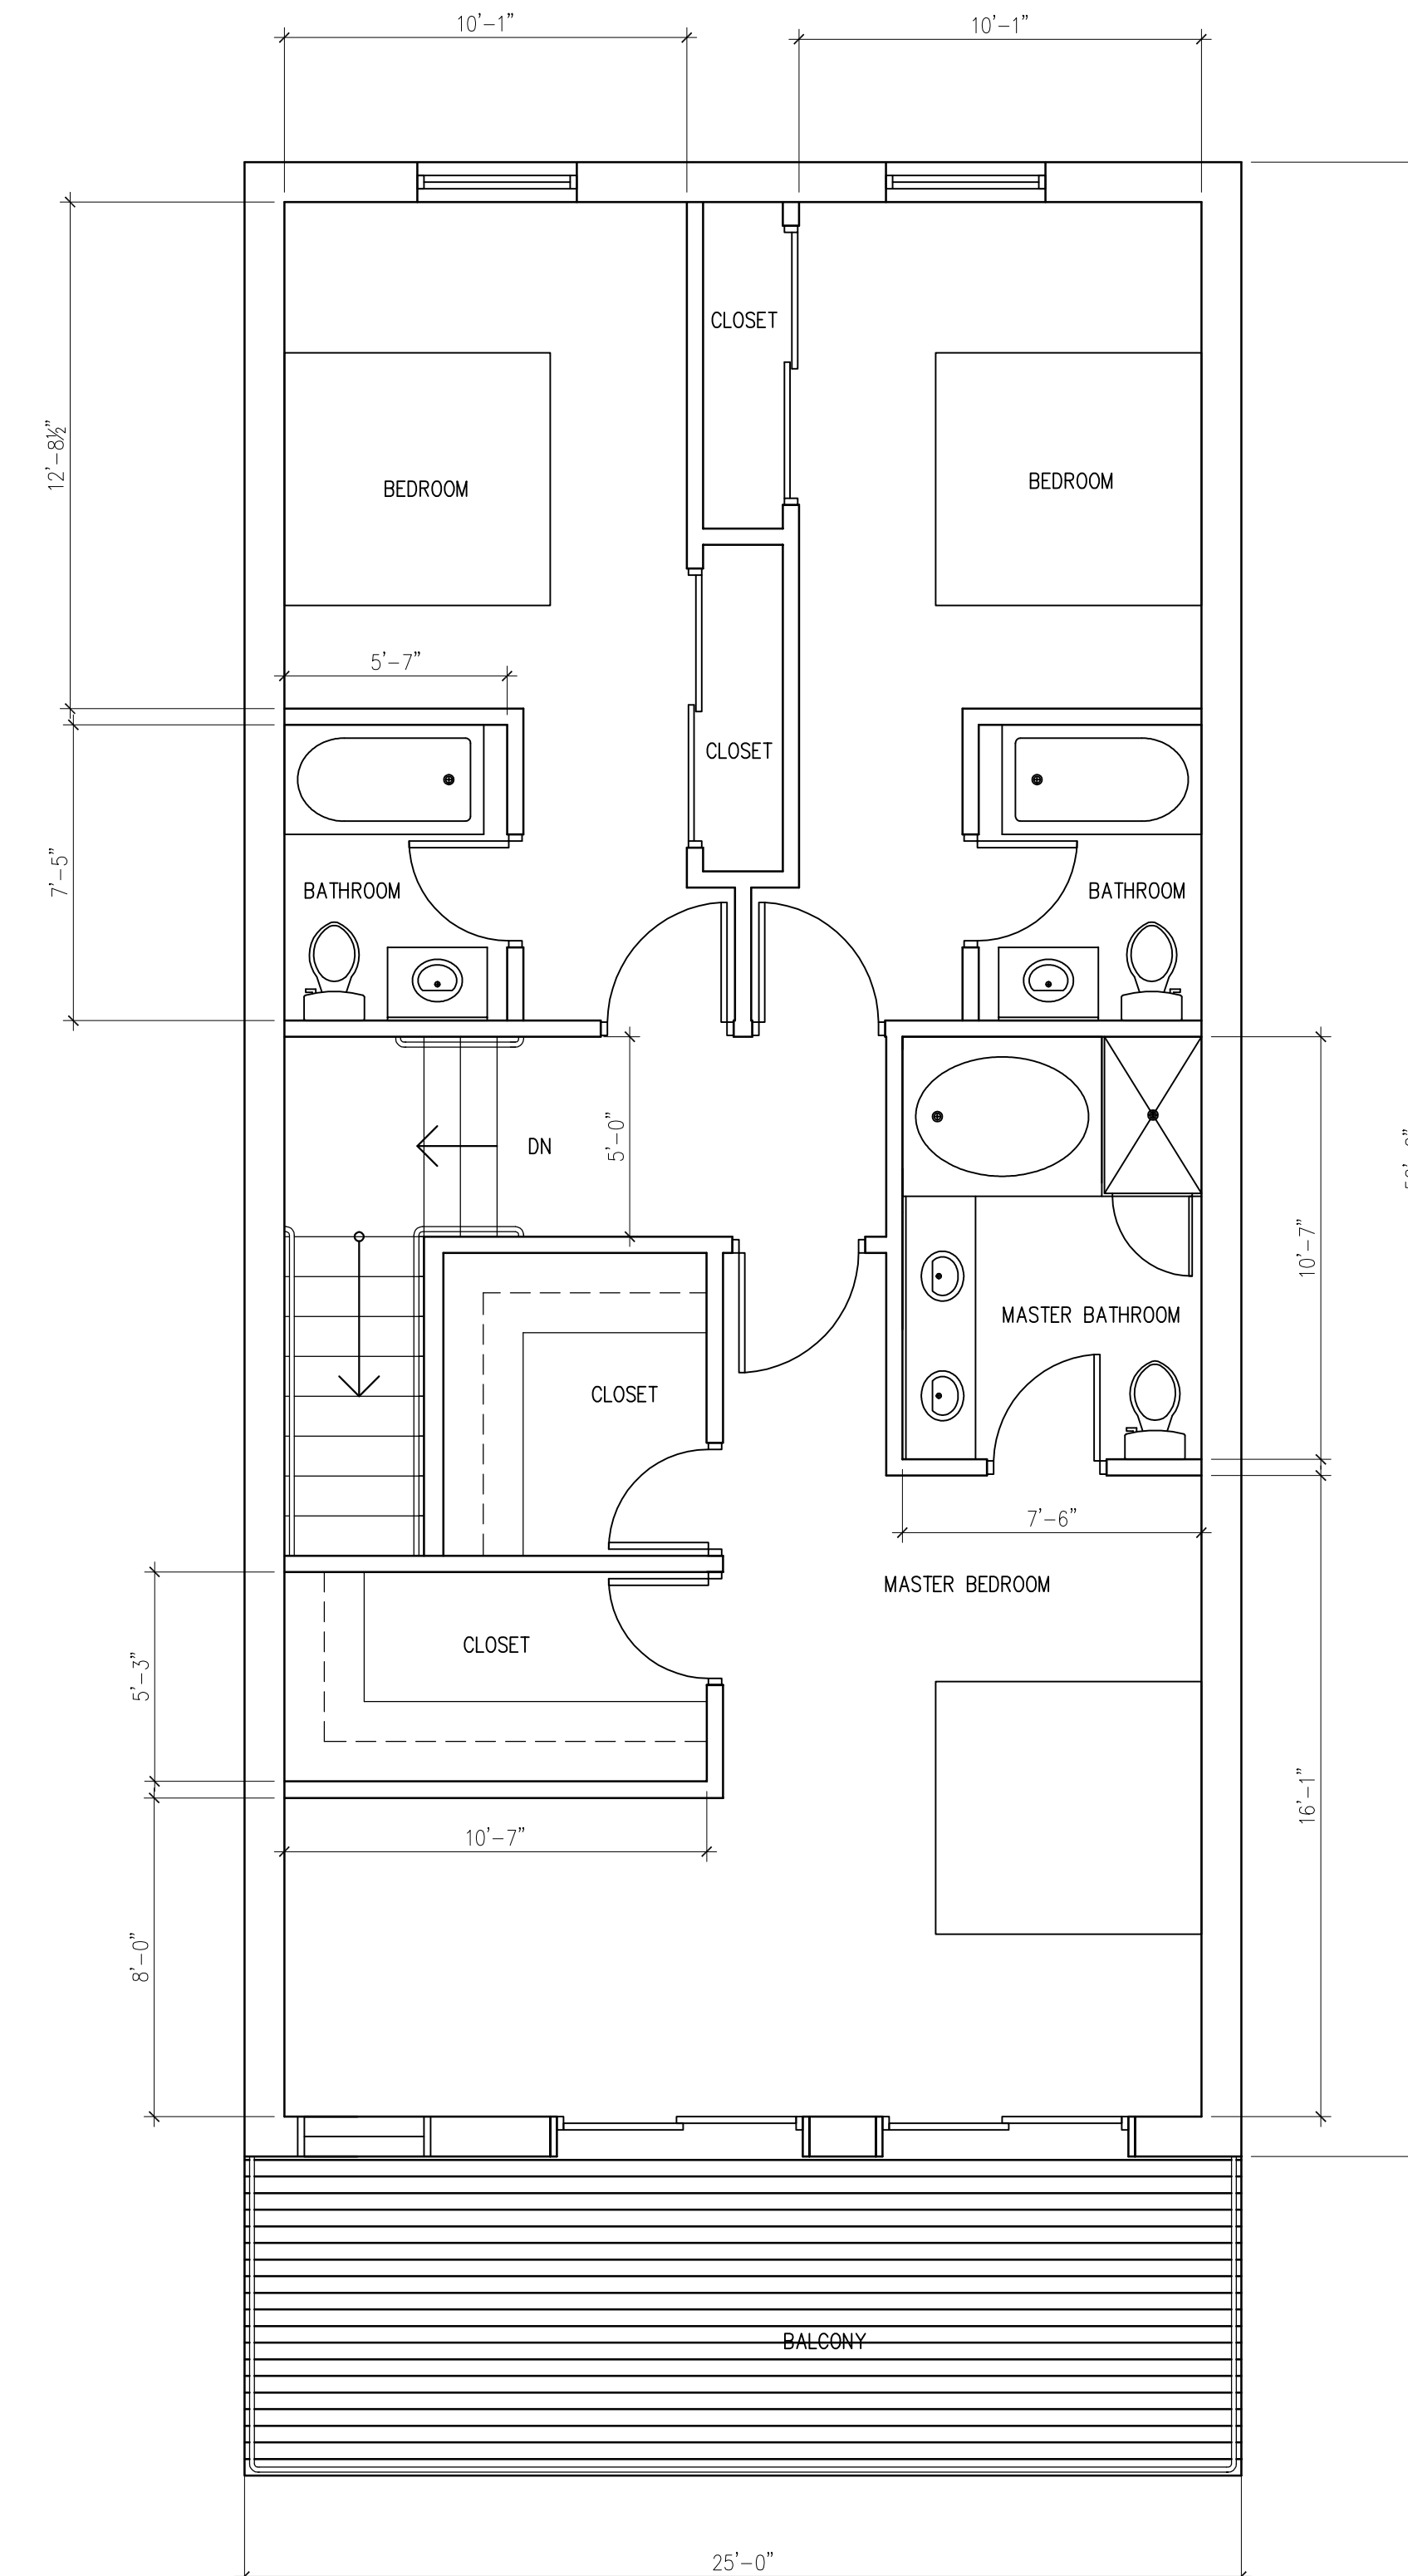 10'-1"
10'-1"
CLOSET
BEDROOM
BEDROOM
12'-8½"
5'-7"
CLOSET
7'-5"
BATHROOM
BATHROOM
DN
5'-0"
10'-7"
MASTER BATHROOM
CLOSET
7'-6"
MASTER BEDROOM
CLOSET
5'-3"
16'-1"
10'-7"
8'-0"
BALCONY
25'-0"